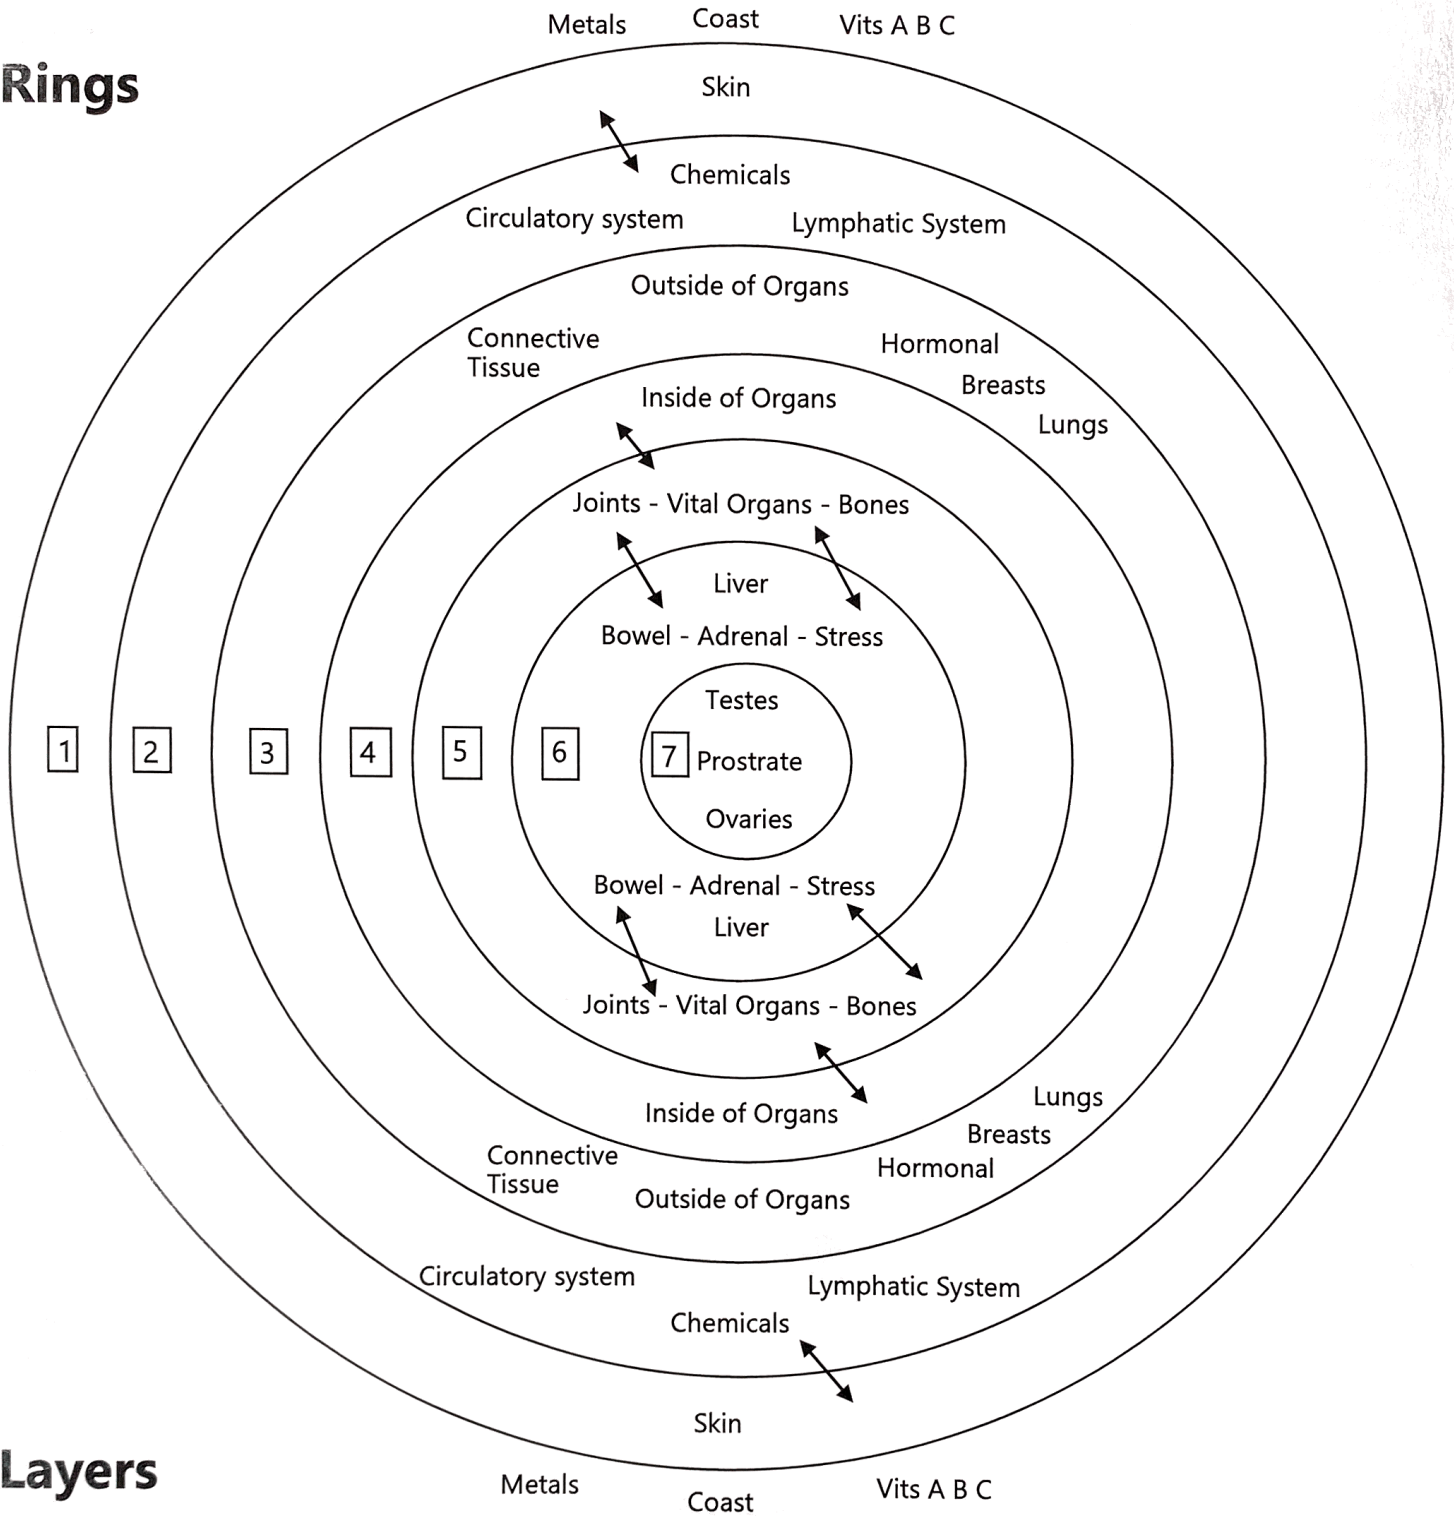 Metals Coast Vits A B C
Rings
Skin
Chemicals
Circulatory system Lymphatic System
Outside of Organs
Connective
Tissue
Hormonal
Breasts
Lungs
Inside of Organs
Joints - Vital Organs - Bones
Liver
Bowel - Adrenal - Stress
Testes
1 2 3 4 5 6 7 Prostrate
Ovaries
Bowel - Adrenal - Stress
Liver
Joints - Vital Organs - Bones
Inside of Organs
Lungs
Breasts
Hormonal
Connective
Tissue
Outside of Organs
Circulatory system Lymphatic System
Chemicals
Skin
Layers
Metals Coast Vits A B C